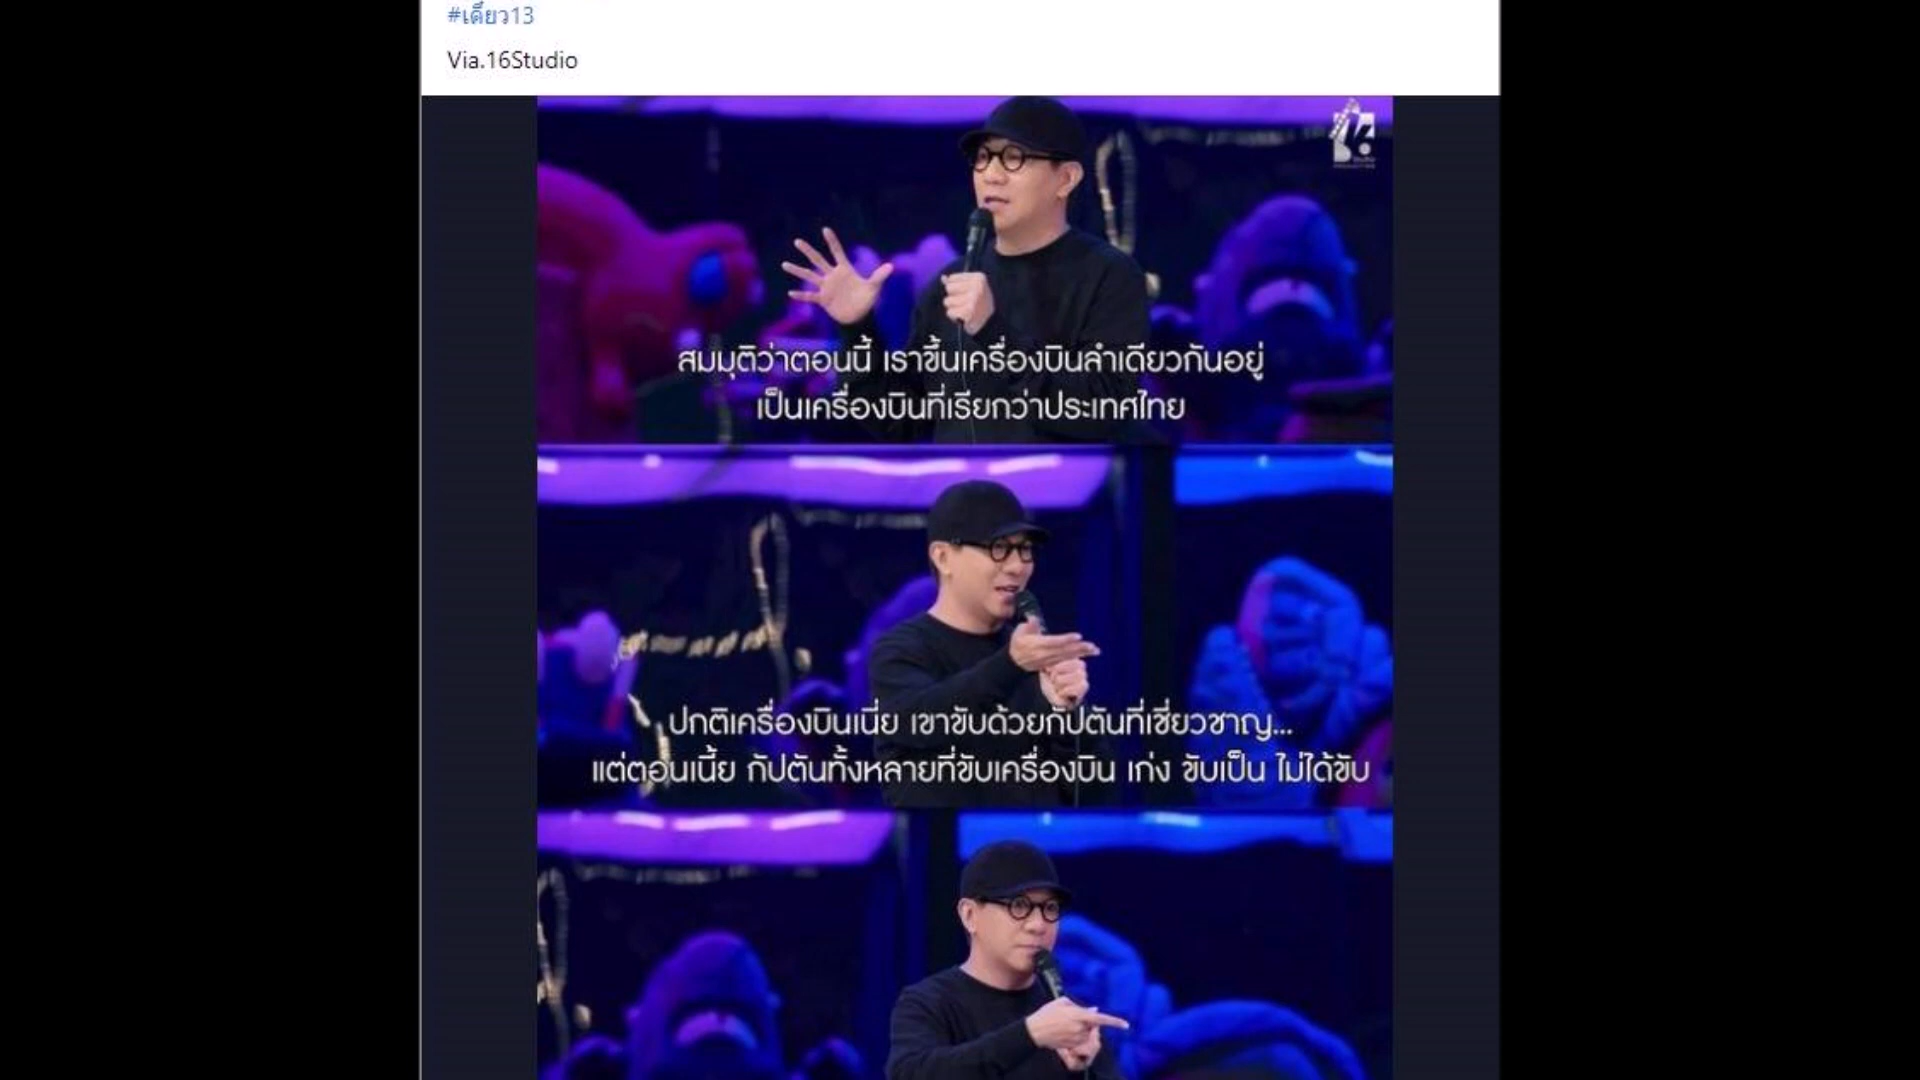 #เดี่ยว13
Via.16Studio
16
สมมุติว่าตอนนี้ เราขึ้นเครื่องบินลำเดียวกันอยู่
เป็นเครื่องบินที่เรียกว่าประเทศไทย
ปกติเครื่องบินเนี่ย เขาขับด้วยกัปตันที่เชี่ยวชาญ...
แต่ตอนเนี้ย กัปตันทั้งหลายที่ขับเครื่องบิน เก่ง ขับเป็น ไม่ได้ขับ